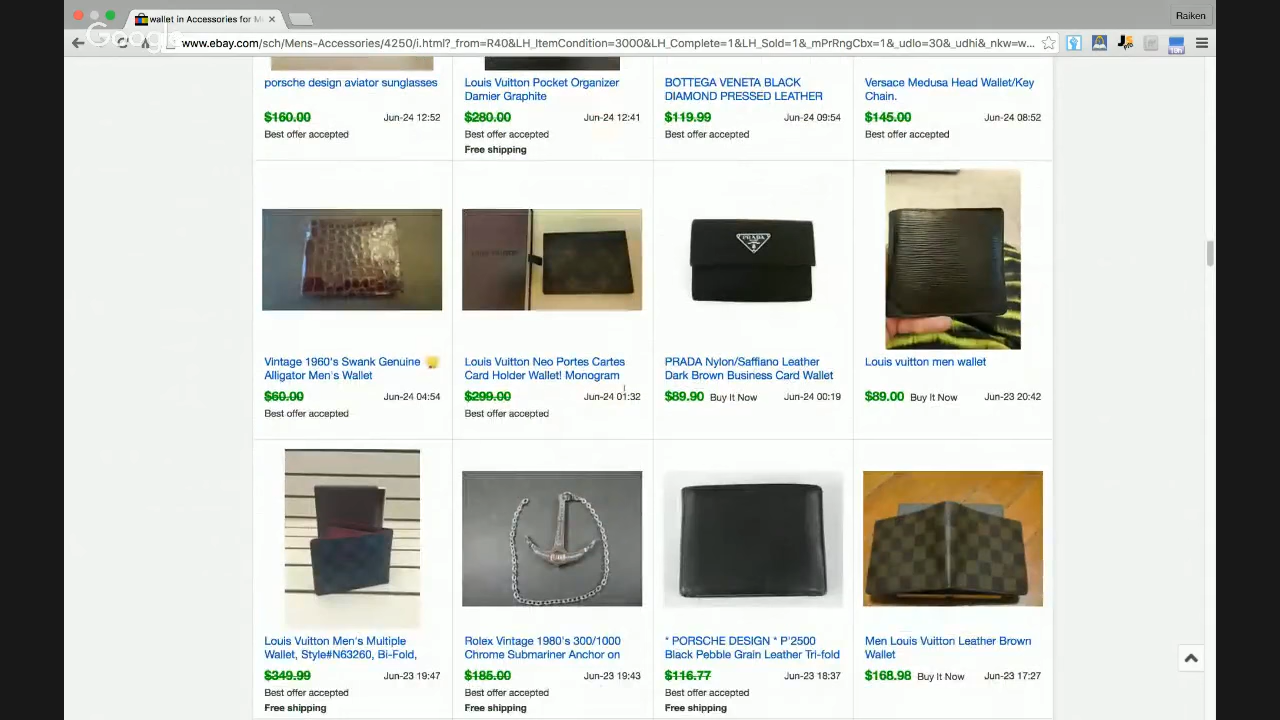 wallet in Accessories for M
Raiken
Google
www.ebay.com/sch/Mens-Accessories/4250/i.html?_from=R40&LH_ItemCondition=3000&LH_Complete=1&LH_Sold=1&_mPrRngCbx=1&_udlo=30&_udhi&_nkw=w...
porsche design aviator sunglasses
$160.00 Jun-24 12:52
Best offer accepted
Louis Vuitton Pocket Organizer
Damier Graphite
$280.00 Jun-24 12:41
Best offer accepted
Free shipping
BOTTEGA VENETA BLACK
DIAMOND PRESSED LEATHER
$119.99 Jun-24 09:54
Best offer accepted
Versace Medusa Head Wallet/Key
Chain.
$145.00 Jun-24 08:52
Best offer accepted
Vintage 1960's Swank Genuine
Alligator Men's Wallet
$60.00 Jun-24 04:54
Best offer accepted
Louis Vuitton Neo Portes Cartes
Card Holder Wallet! Monogram
$299.00 Jun-24 01:32
Best offer accepted
PRADA
PRADA Nylon/Saffiano Leather
Dark Brown Business Card Wallet
$89.90 Buy It Now Jun-24 00:19
Louis vuitton men wallet
$89.00 Buy It Now Jun-23 20:42
Louis Vuitton Men's Multiple
Wallet, Style#N63260, Bi-Fold,
$349.99 Jun-23 19:47
Best offer accepted
Free shipping
Rolex Vintage 1980's 300/1000
Chrome Submariner Anchor on
$185.00 Jun-23 19:43
Best offer accepted
Free shipping
* PORSCHE DESIGN * P'2500
Black Pebble Grain Leather Tri-fold
$116.77 Jun-23 18:37
Best offer accepted
Free shipping
Men Louis Vuitton Leather Brown
Wallet
$168.98 Buy It Now Jun-23 17:27